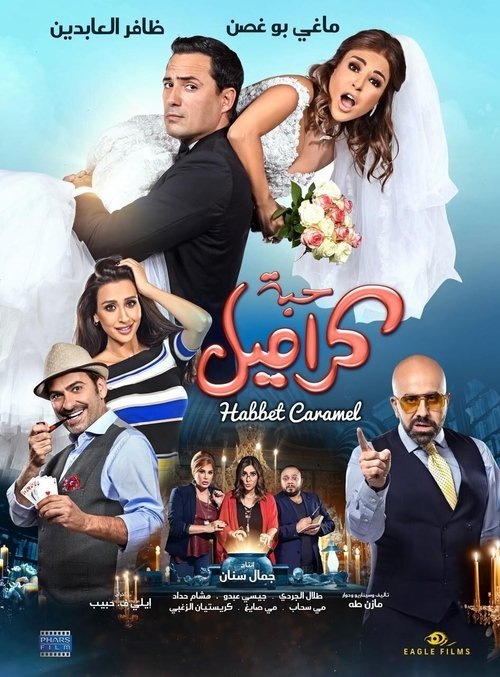 ماغي بو غصن
ظافر العابدين
حبة
كراميل
Habbet Caramel
إنتاج
جمال سنان
تأليف وسيناريو وحوار
مازن طه
طلال الجردي . جيسي عبدو . هشام حداد
مي سحاب . مي صايغ . كريستيان الزغبي
إيلي ف. حبيب
PHARS
FILM
EAGLE FILMS